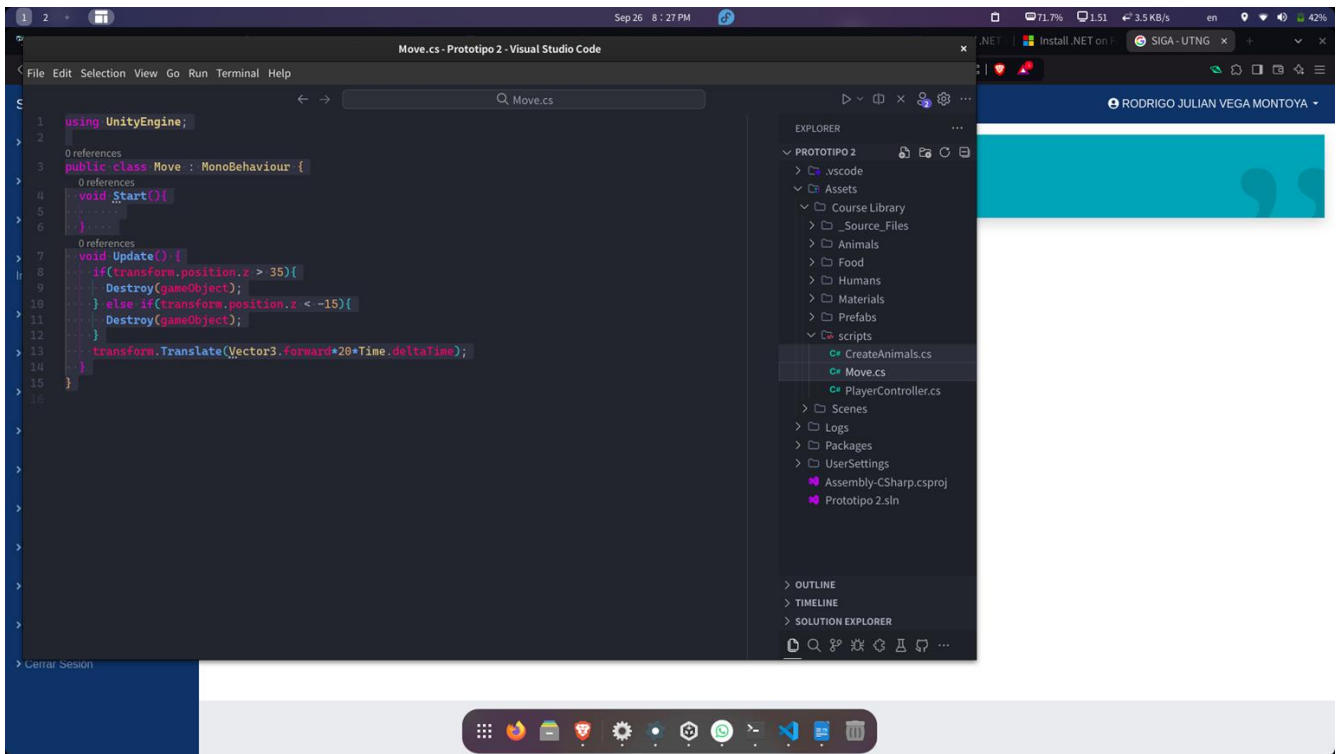 1 2 Sep 26 8:27 PM 71.7% 1.51 3.5 KB/s en 42%
Move.cs - Prototipo 2 - Visual Studio Code
.NET Install .NET on F SIGA - UTNG
File Edit Selection View Go Run Terminal Help
Move.cs
RODRIGO JULIAN VEGA MONTOYA
1 using UnityEngine;
2
0 references
3 public class Move : MonoBehaviour {
0 references
4 void Start(){
5
6 }
0 references
7 void Update() {
8 if(transform.position.z > 35){
9 Destroy(gameObject);
10 } else if(transform.position.z < -15){
11 Destroy(gameObject);
12 }
13 transform.Translate(Vector3.forward*20*Time.deltaTime);
14 }
15 }
16
EXPLORER
PROTOTIPO 2
.vscode
Assets
Course Library
_Source_Files
Animals
Food
Humans
Materials
Prefabs
scripts
C# CreateAnimals.cs
C# Move.cs
C# PlayerController.cs
Scenes
Logs
Packages
UserSettings
Assembly-CSharp.csproj
Prototipo 2.sln
OUTLINE
TIMELINE
SOLUTION EXPLORER
Cerrar Sesión